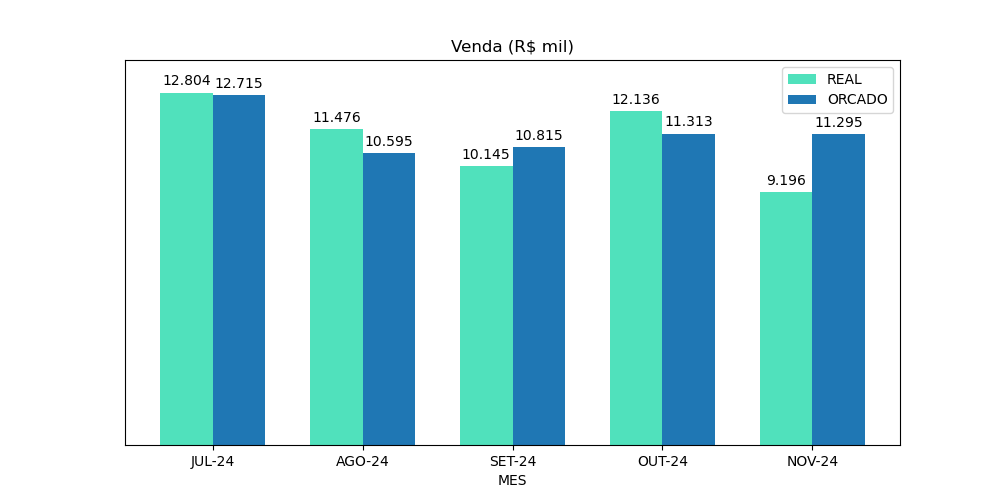 Venda (R$ mil)
REAL
ORCADO
12.804 12.715
11.476 10.595
10.145 10.815
12.136 11.313
9.196 11.295
JUL-24 AGO-24 SET-24 OUT-24 NOV-24
MES